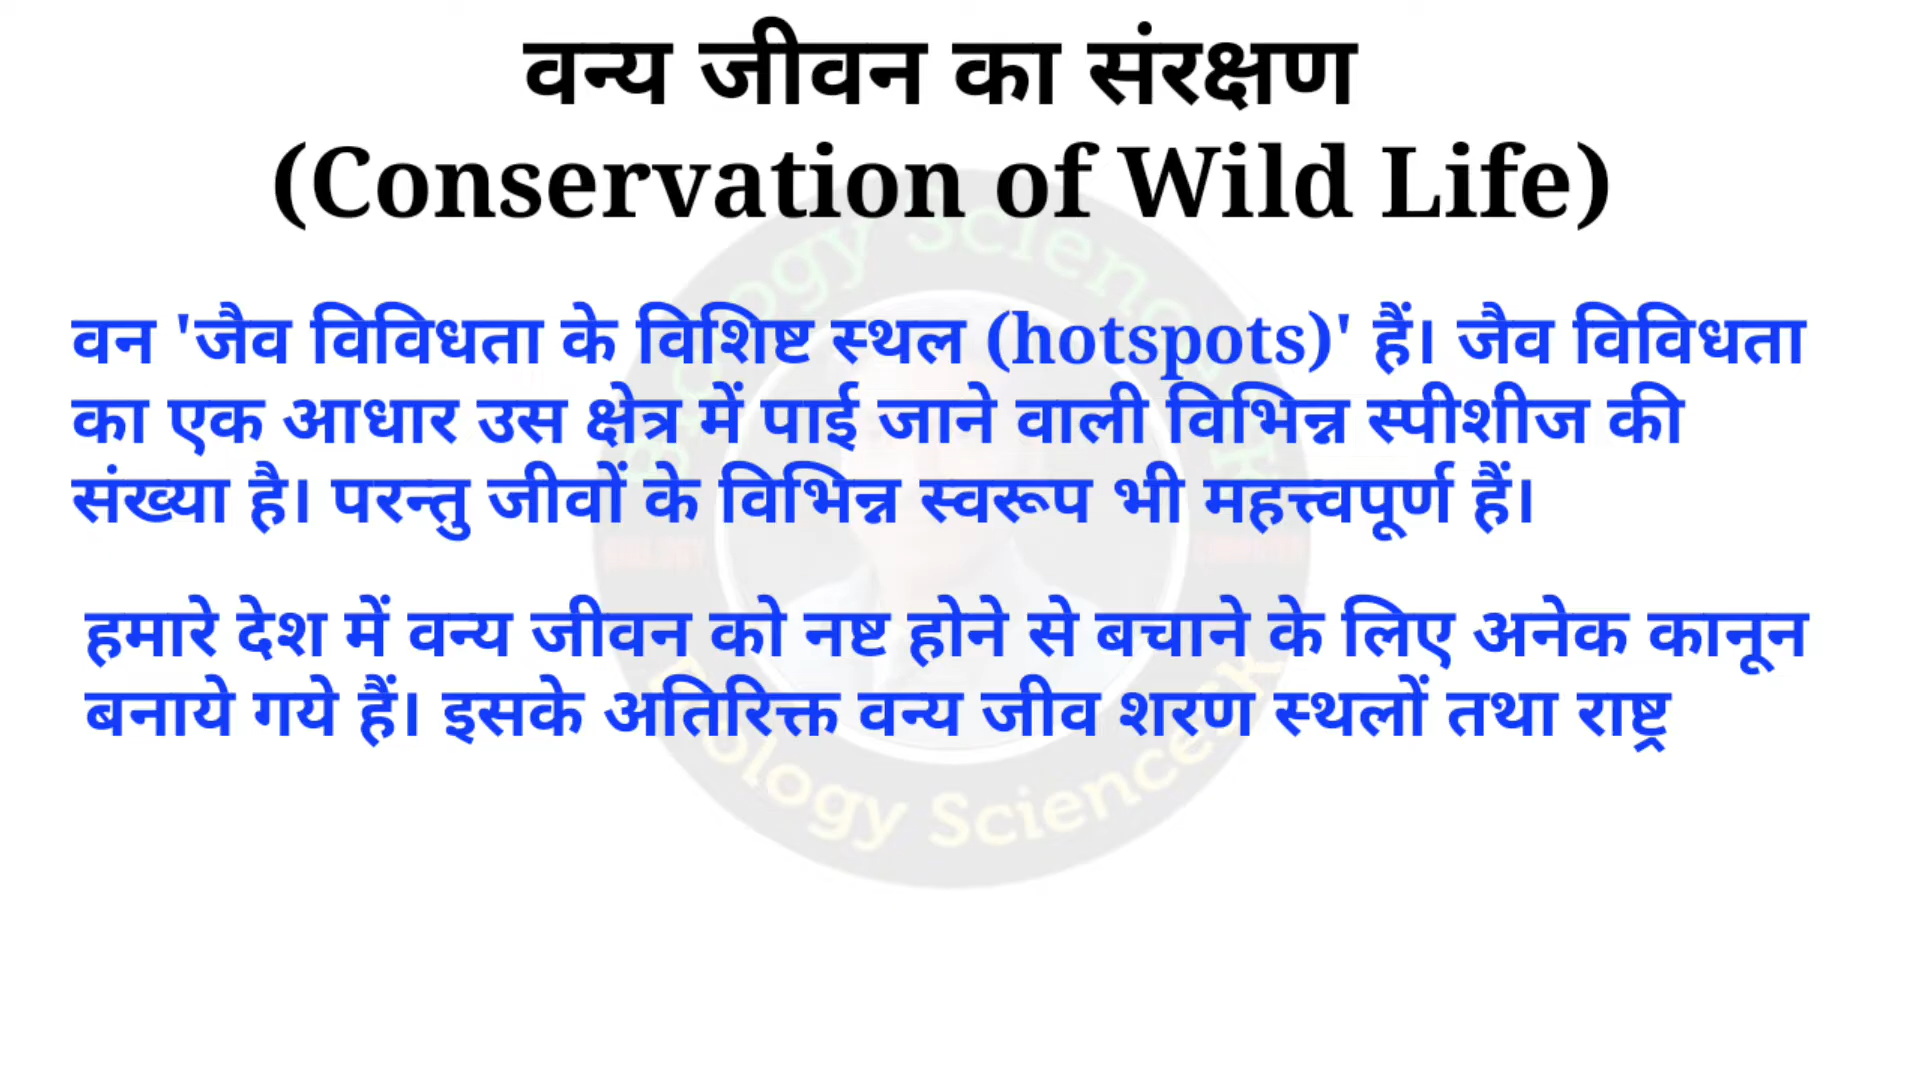 वन्य जीवन का संरक्षण
(Conservation of Wild Life)
वन 'जैव विविधता के विशिष्ट स्थल (hotspots)' हैं। जैव विविधता
का एक आधार उस क्षेत्र में पाई जाने वाली विभिन्न स्पीशीज की
संख्या है। परन्तु जीवों के विभिन्न स्वरूप भी महत्त्वपूर्ण हैं।
हमारे देश में वन्य जीवन को नष्ट होने से बचाने के लिए अनेक कानून
बनाये गये हैं। इसके अतिरिक्त वन्य जीव शरण स्थलों तथा राष्ट्र